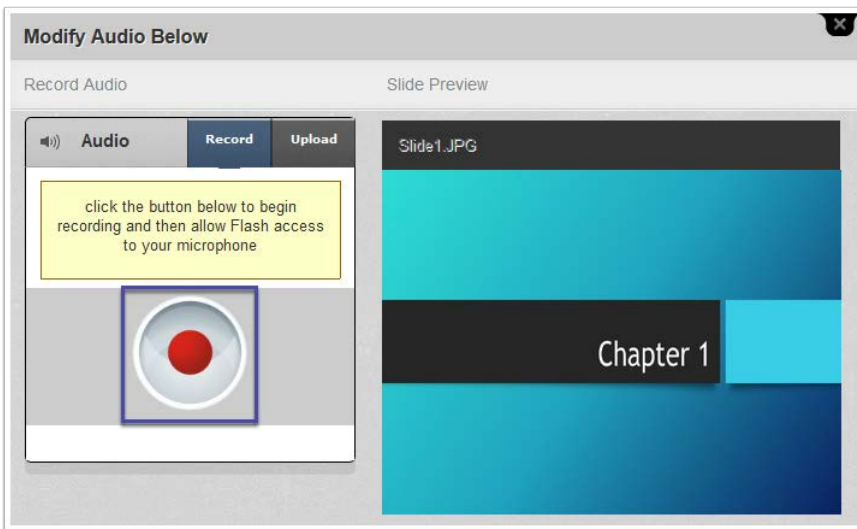 Modify Audio Below
Record Audio
Slide Preview
Audio
Record
Upload
click the button below to begin
recording and then allow Flash access
to your microphone
Slide1.JPG
Chapter 1